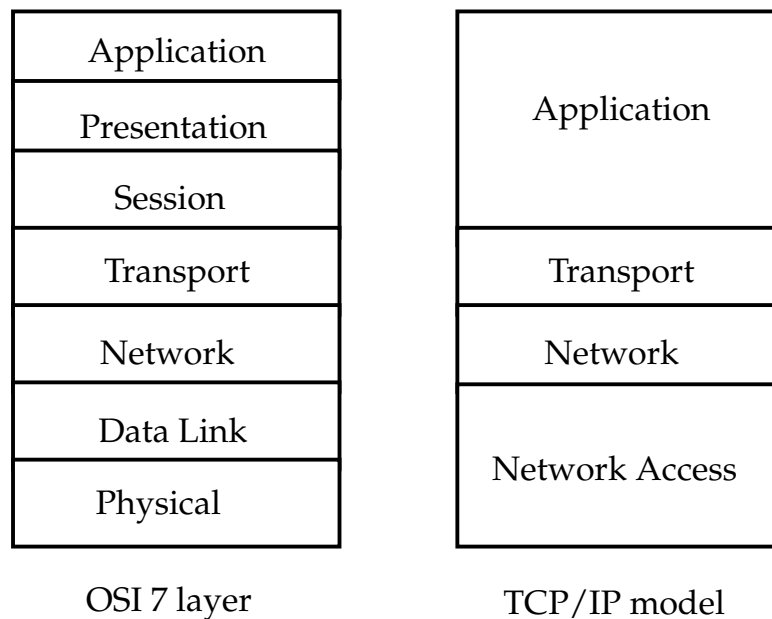 Application
Presentation
Session
Transport
Network
Data Link
Physical
OSI 7 layer
Application
Transport
Network
Network Access
TCP/IP model